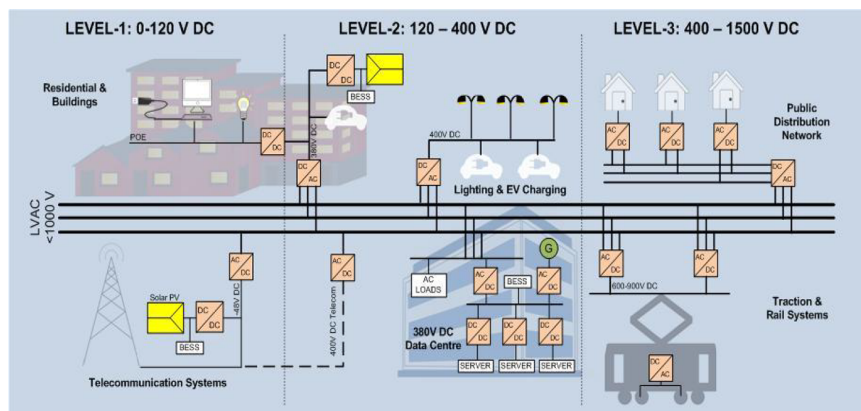 LEVEL-1: 0-120 V DC
LEVEL-2: 120 – 400 V DC
LEVEL-3: 400 – 1500 V DC
Residential &
Buildings
POE
DC
DC
380V DC
DC
DC
BESS
DC
AC
400V DC
DC
AC
Lighting & EV Charging
AC
DC
AC
DC
AC
DC
Public
Distribution
Network
DC
AC
LVAC
<1000 V
AC
DC
-48V DC
Solar PV
DC
DC
BESS
Telecommunication Systems
AC
DC
400V DC Telecom
AC
LOADS
AC
DC
BESS
G
AC
DC
380V DC
Data Centre
DC
DC
DC
DC
DC
DC
SERVER
SERVER
SERVER
AC
DC
AC
DC
600-900V DC
Traction &
Rail Systems
DC
AC